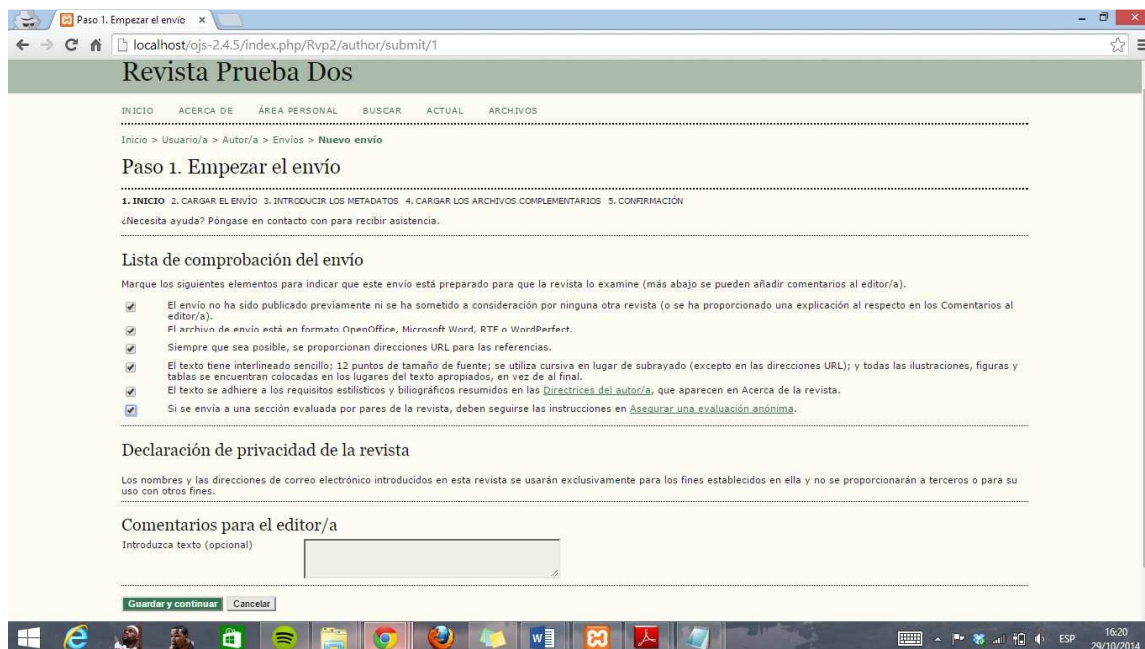 Paso 1. Empezar el envío
localhost/ojs-2.4.5/index.php/Rvp2/author/submit/1
Revista Prueba Dos
INICIO ACERCA DE ÁREA PERSONAL BUSCAR ACTUAL ARCHIVOS
Inicio > Usuario/a > Autor/a > Envíos > Nuevo envío
Paso 1. Empezar el envío
1. INICIO 2. CARGAR EL ENVÍO 3. INTRODUCIR LOS METADATOS 4. CARGAR LOS ARCHIVOS COMPLEMENTARIOS 5. CONFIRMACIÓN
¿Necesita ayuda? Póngase en contacto con para recibir asistencia.
Lista de comprobación del envío
Marque los siguientes elementos para indicar que este envío está preparado para que la revista lo examine (más abajo se pueden añadir comentarios al editor/a).
El envío no ha sido publicado previamente ni se ha sometido a consideración por ninguna otra revista (o se ha proporcionado una explicación al respecto en los Comentarios al
editor/a).
El archivo de envío está en formato OpenOffice, Microsoft Word, RTF o WordPerfect.
Siempre que sea posible, se proporcionan direcciones URL para las referencias.
El texto tiene interlineado sencillo; 12 puntos de tamaño de fuente; se utiliza cursiva en lugar de subrayado (excepto en las direcciones URL); y todas las ilustraciones, figuras y
tablas se encuentran colocadas en los lugares del texto apropiados, en vez de al final.
El texto se adhiere a los requisitos estilísticos y biliográficos resumidos en las Directrices del autor/a, que aparecen en Acerca de la revista.
Si se envía a una sección evaluada por pares de la revista, deben seguirse las instrucciones en Asegurar una evaluación anónima.
Declaración de privacidad de la revista
Los nombres y las direcciones de correo electrónico introducidos en esta revista se usarán exclusivamente para los fines establecidos en ella y no se proporcionarán a terceros o para su
uso con otros fines.
Comentarios para el editor/a
Introduzca texto (opcional)
Guardar y continuar Cancelar
ESP 16:20
29/10/2014